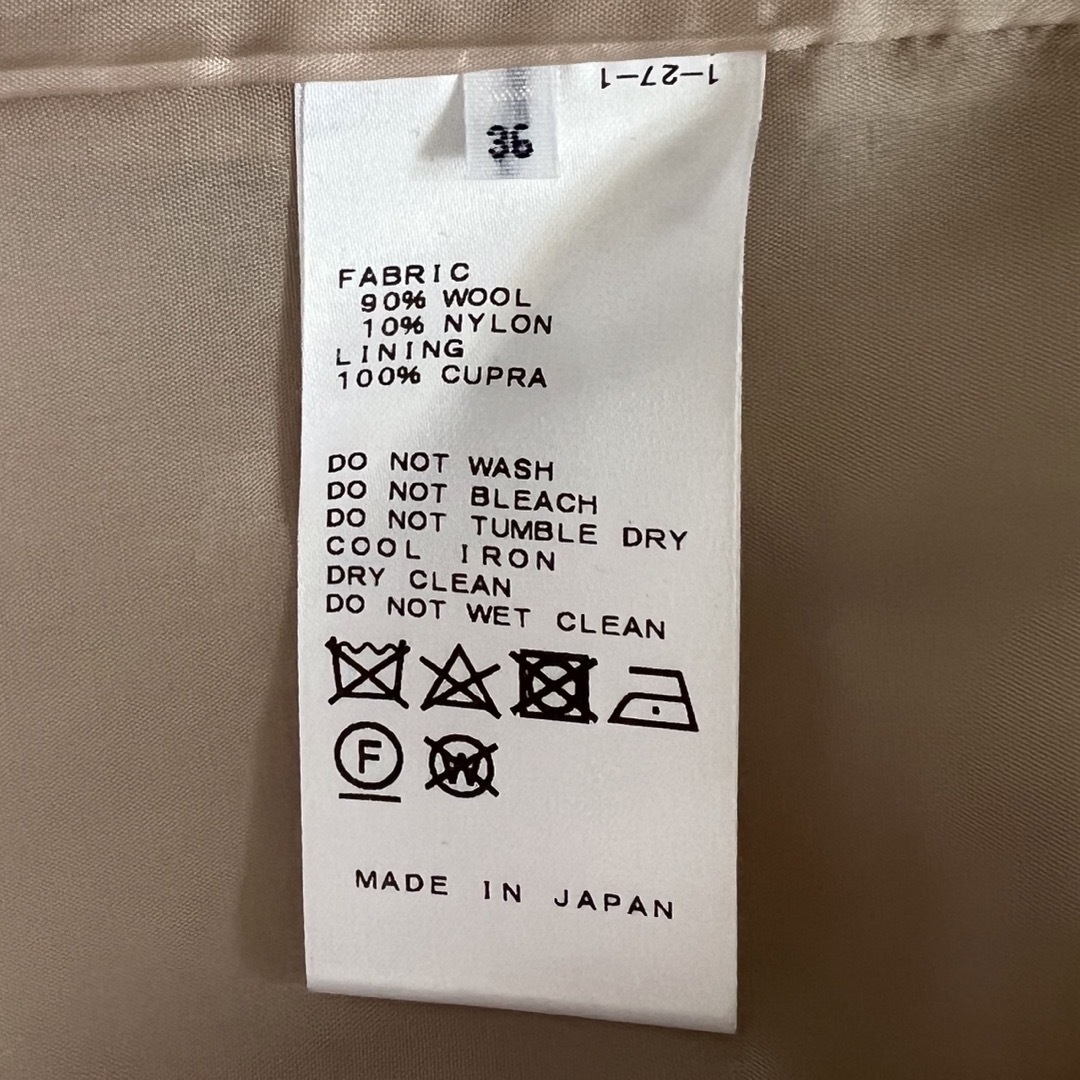 1-27-1
36
FABRIC
90% WOOL
10% NYLON
LINING
100% CUPRA
DO NOT WASH
DO NOT BLEACH
DO NOT TUMBLE DRY
COOL IRON
DRY CLEAN
DO NOT WET CLEAN
F W
MADE IN JAPAN